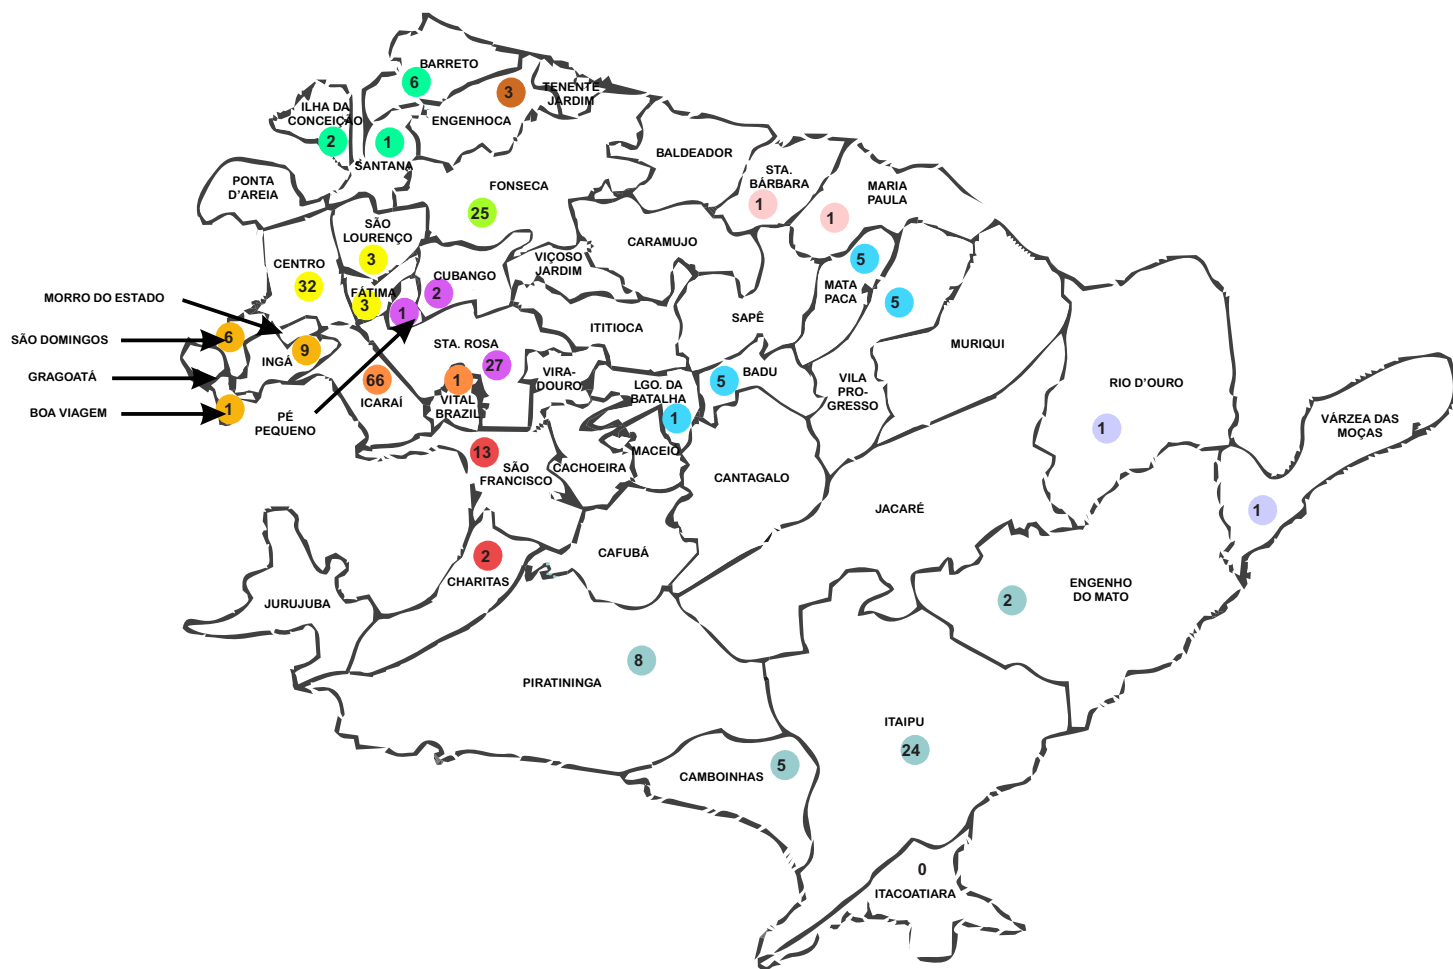 BARRETO
6
TENENTE
JARDIM
3
ILHA DA
CONCEIÇÃO
2
ENGENHOCA
1
SANTANA
BALDEADOR
STA.
BÁRBARA
1
MARIA
PAULA
1
PONTA
D'AREIA
FONSECA
25
SÃO
LOURENÇO
3
CARAMUJO
VIÇOSO
JARDIM
CENTRO
32
FÁTIMA
3
CUBANGO
2
1
5
MATA
PACA
5
MORRO DO ESTADO
SÃO DOMINGOS
6
GRAGOATÁ
BOA VIAGEM
1
INGÁ
9
PÉ
PEQUENO
ITITIOCA
SAPÊ
MURIQUI
STA. ROSA
27
66
ICARAÍ
1
VITAL
BRAZIL
VIRA-
DOURO
LGO. DA
BATALHA
1
BADU
5
VILA
PRO-
GRESSO
RIO D'OURO
1
VÁRZEA DAS
MOÇAS
1
13
SÃO
FRANCISCO
CACHOEIRA
MACEIÓ
CANTAGALO
JACARÉ
2
CHARITAS
CAFUBÁ
JURUJUBA
ENGENHO
DO MATO
2
8
PIRATININGA
ITAIPU
24
CAMBOINHAS
5
0
ITACOATIARA